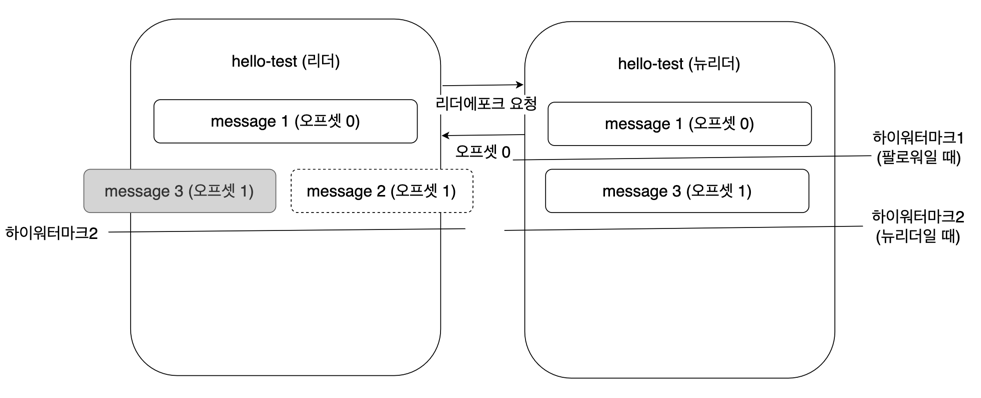 hello-test (리더)
hello-test (뉴리더)
리더에포크 요청
message 1 (오프셋 0)
message 1 (오프셋 0)
오프셋 0
하이워터마크1
(팔로워일 때)
message 3 (오프셋 1)
message 2 (오프셋 1)
message 3 (오프셋 1)
하이워터마크2
하이워터마크2
(뉴리더일 때)